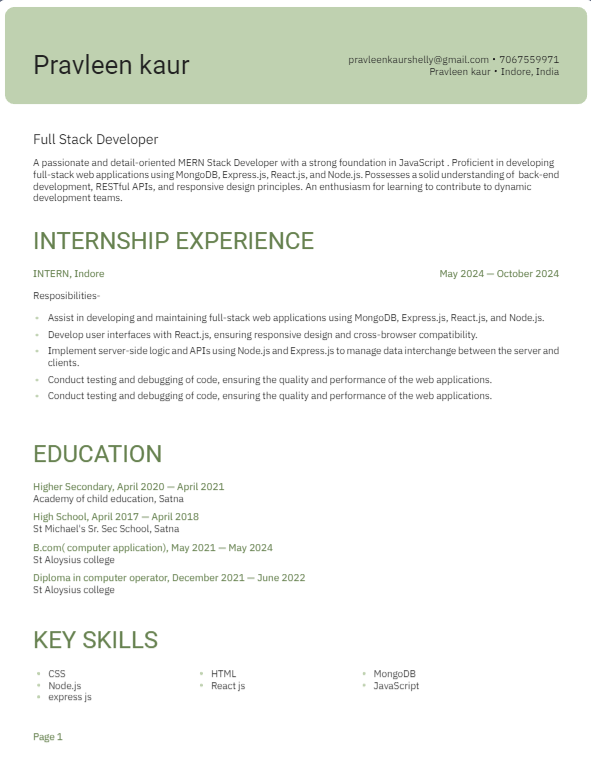 Pravleen kaur
pravleenkaurshelly@gmail.com • 7067559971
Pravleen kaur • Indore, India
Full Stack Developer
A passionate and detail-oriented MERN Stack Developer with a strong foundation in JavaScript . Proficient in developing
full-stack web applications using MongoDB, Express.js, React.js, and Node.js. Possesses a solid understanding of back-end
development, RESTful APIs, and responsive design principles. An enthusiasm for learning to contribute to dynamic
development teams.
INTERNSHIP EXPERIENCE
INTERN, Indore May 2024 — October 2024
Resposibilities-
• Assist in developing and maintaining full-stack web applications using MongoDB, Express.js, React.js, and Node.js.
• Develop user interfaces with React.js, ensuring responsive design and cross-browser compatibility.
• Implement server-side logic and APIs using Node.js and Express.js to manage data interchange between the server and
clients.
• Conduct testing and debugging of code, ensuring the quality and performance of the web applications.
• Conduct testing and debugging of code, ensuring the quality and performance of the web applications.
EDUCATION
Higher Secondary, April 2020 — April 2021
Academy of child education, Satna
High School, April 2017 — April 2018
St Michael's Sr. Sec School, Satna
B.com( computer application), May 2021 — May 2024
St Aloysius college
Diploma in computer operator, December 2021 — June 2022
St Aloysius college
KEY SKILLS
• CSS • HTML • MongoDB
• Node.js • React js • JavaScript
• express js
Page 1